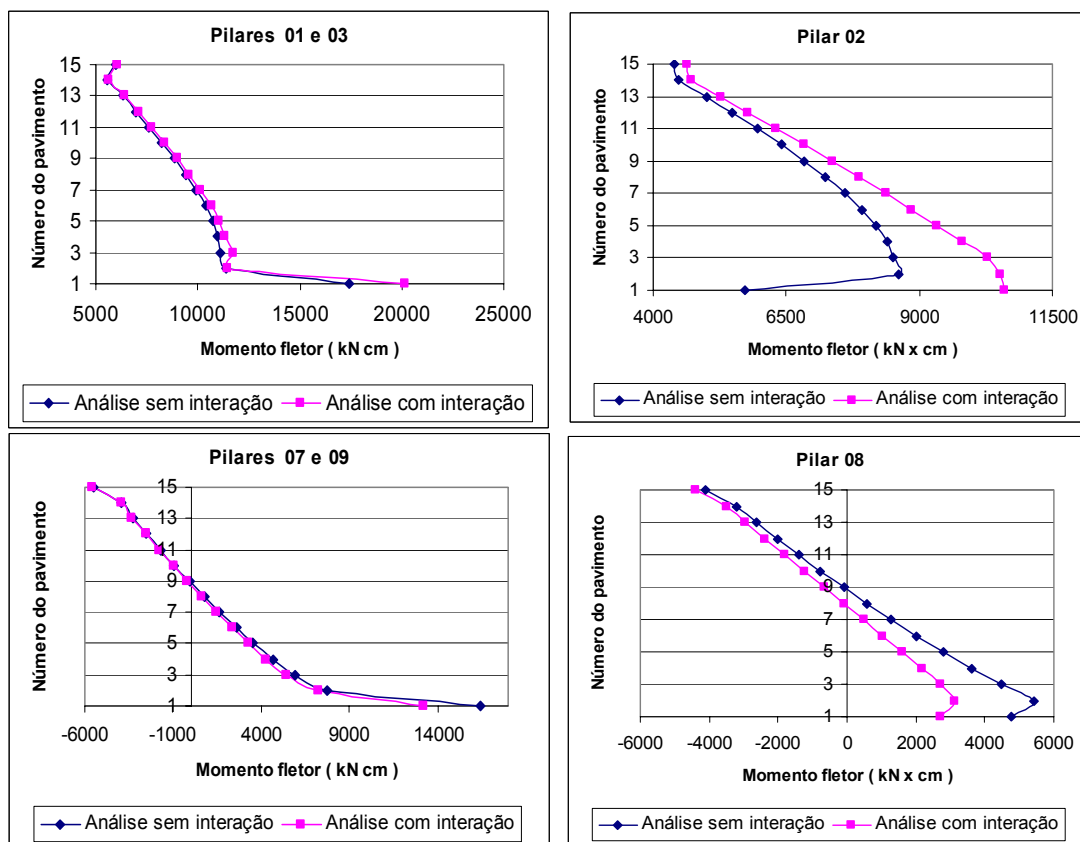 Pilares 01 e 03
Número do pavimento
15
13
11
9
7
5
3
1
5000 10000 15000 20000 25000
Momento fletor ( kN cm )
Análise sem interação Análise com interação
Pilar 02
Número do pavimento
15
13
11
9
7
5
3
1
4000 6500 9000 11500
Momento fletor ( kN x cm )
Análise sem interação Análise com interação
Pilares 07 e 09
Número do pavimento
15
13
11
9
7
5
3
1
-6000 -1000 4000 9000 14000
Momento fletor ( kN cm )
Análise sem interação Análise com interação
Pilar 08
Número do pavimento
15
13
11
9
7
5
3
1
-6000 -4000 -2000 0 2000 4000 6000
Momento fletor ( kN x cm )
Análise sem interação Análise com interação